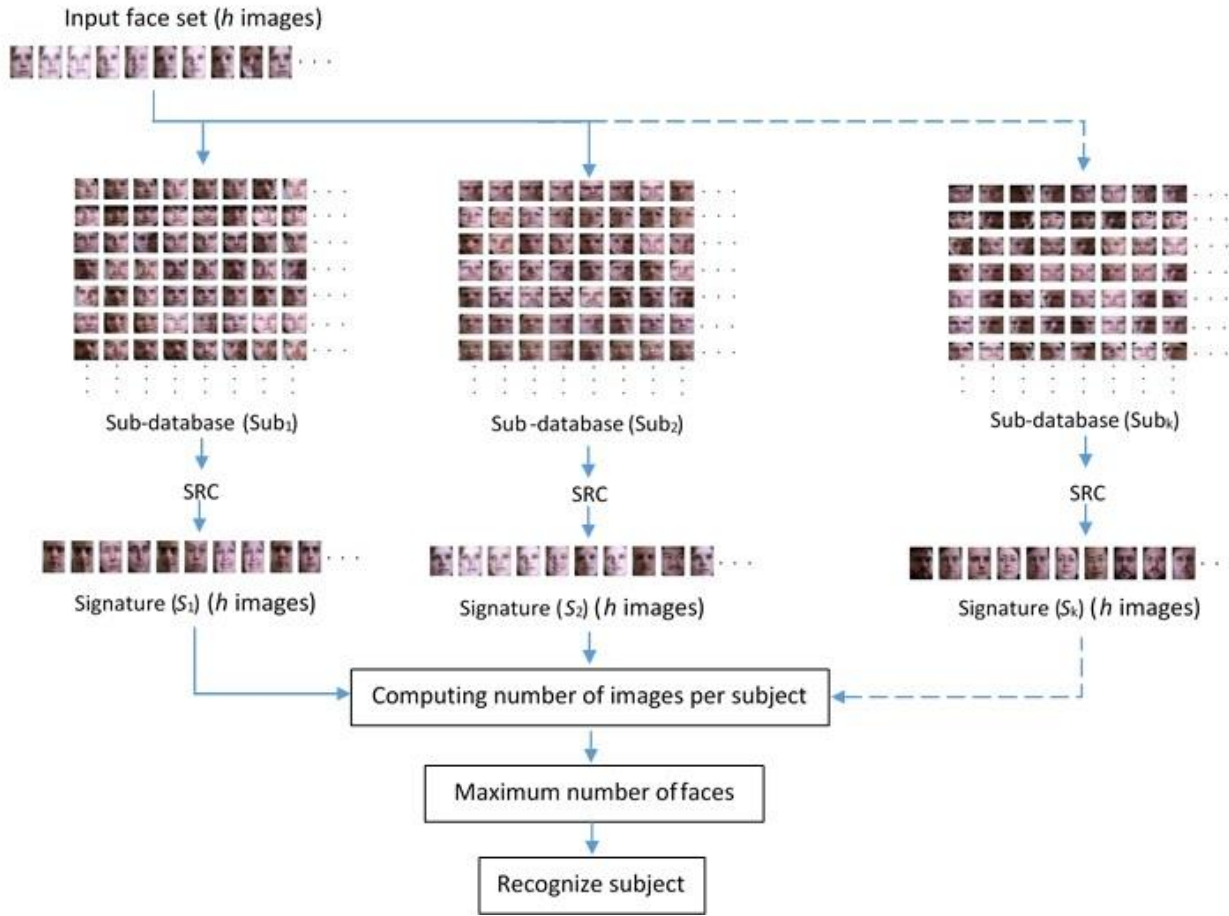 Input face set (h images)
Sub-database (Sub₁)
Sub -database (Sub₂)
Sub-database (Subₖ)
SRC
SRC
SRC
Signature (S₁) (h images)
Signature (S₂) (h images)
Signature (Sₖ) (h images)
Computing number of images per subject
Maximum number of faces
Recognize subject